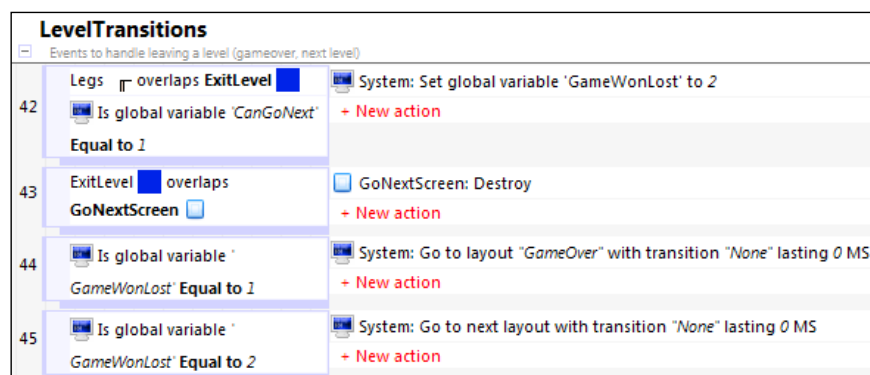 LevelTransitions
Events to handle leaving a level (gameover, next level)
42
Legs overlaps ExitLevel
Is global variable 'CanGoNext'
Equal to 1
System: Set global variable 'GameWonLost' to 2
+ New action
43
ExitLevel overlaps
GoNextScreen
GoNextScreen: Destroy
+ New action
44
Is global variable '
GameWonLost' Equal to 1
System: Go to layout "GameOver" with transition "None" lasting 0 MS
+ New action
45
Is global variable '
GameWonLost' Equal to 2
System: Go to next layout with transition "None" lasting 0 MS
+ New action